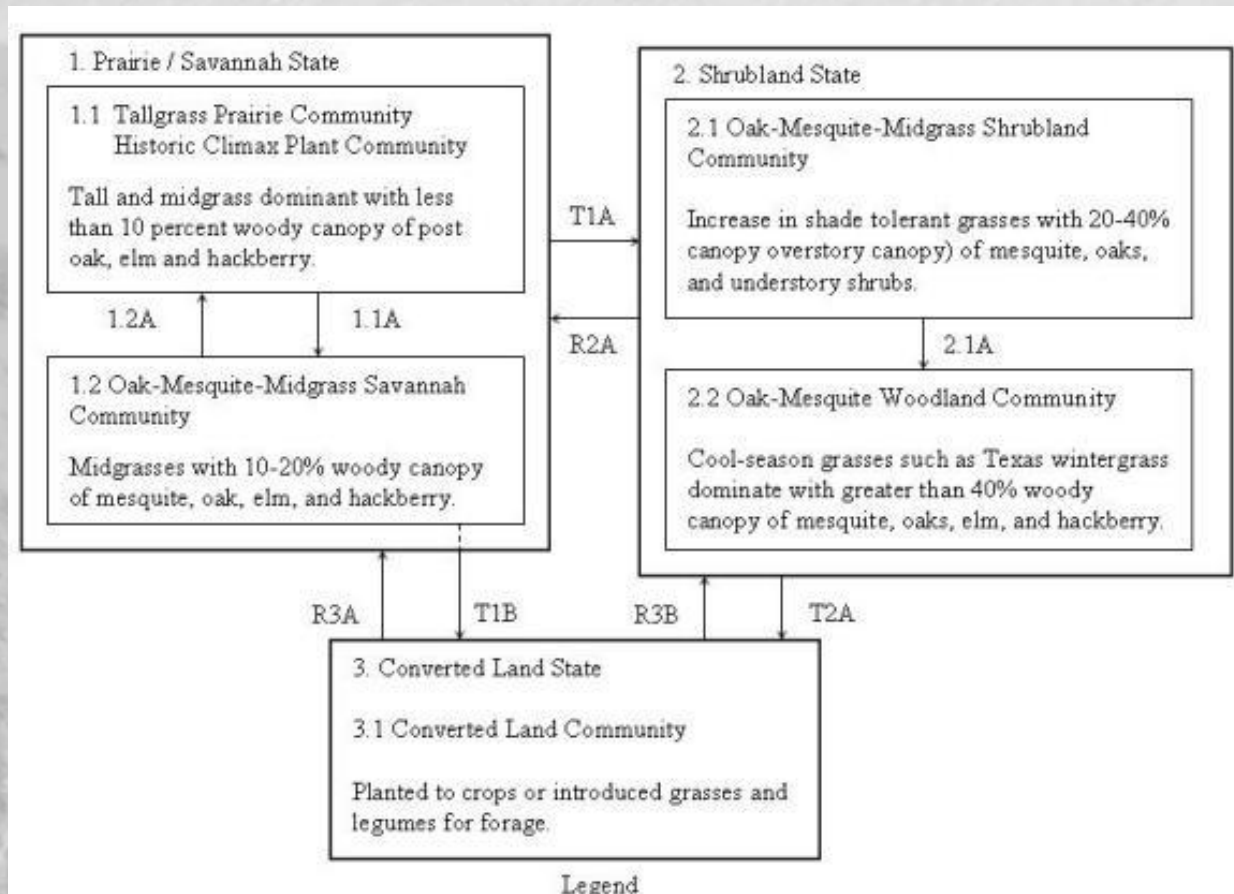 1. Prairie / Savannah State
1.1 Tallgrass Prairie Community
Historic Climax Plant Community
Tall and midgrass dominant with less
than 10 percent woody canopy of post
oak, elm and hackberry.
1.2A
1.1A
1.2 Oak-Mesquite-Midgrass Savannah
Community
Midgrasses with 10-20% woody canopy
of mesquite, oak, elm, and hackberry.
T1A
R2A
2. Shrubland State
2.1 Oak-Mesquite-Midgrass Shrubland
Community
Increase in shade tolerant grasses with 20-40%
canopy overstory canopy) of mesquite, oaks,
and understory shrubs.
2.1A
2.2 Oak-Mesquite Woodland Community
Cool-season grasses such as Texas wintergrass
dominate with greater than 40% woody
canopy of mesquite, oaks, elm, and hackberry.
R3A
T1B
R3B
T2A
3. Converted Land State
3.1 Converted Land Community
Planted to crops or introduced grasses and
legumes for forage.
Legend